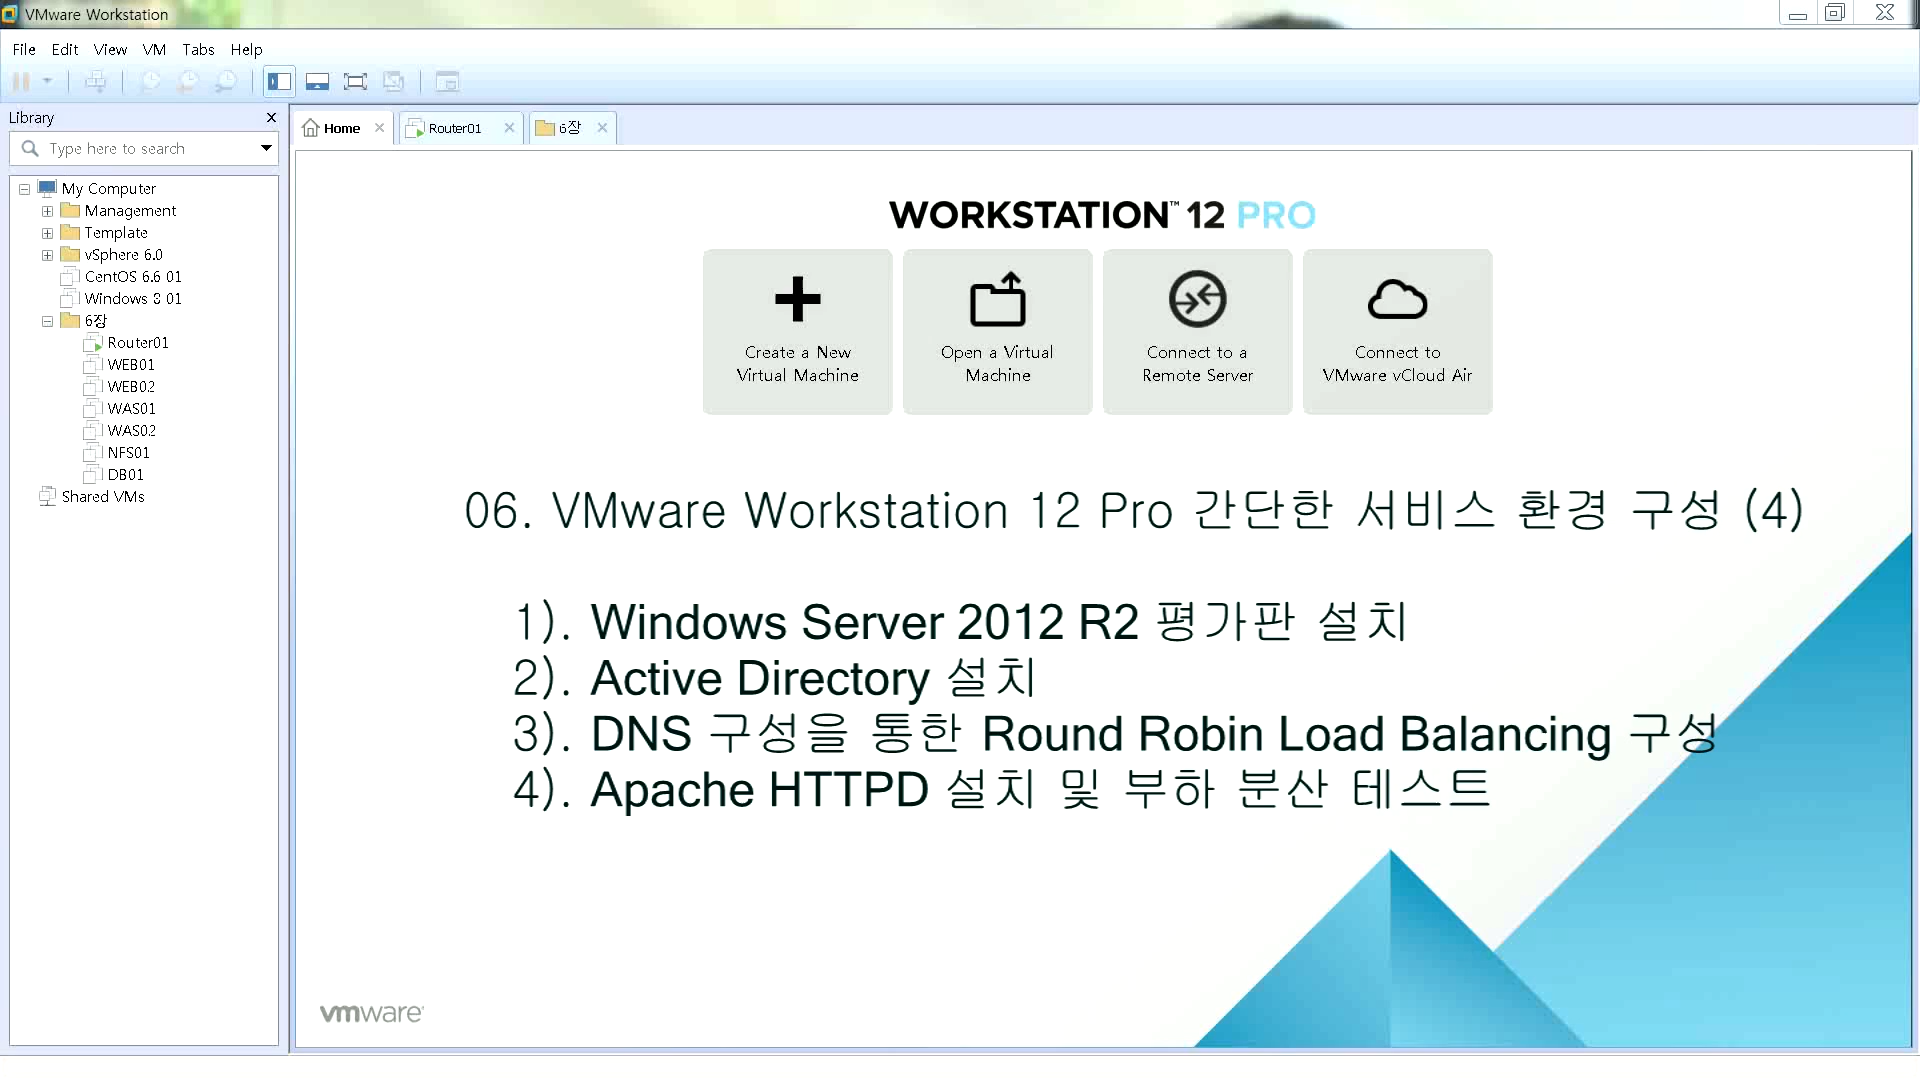 VMware Workstation
File Edit View VM Tabs Help
Library
Home Router01 6장
Type here to search
My Computer
Management
Template
vSphere 6.0
CentOS 6.6 01
Windows 8 01
6장
Router01
WEB01
WEB02
WAS01
WAS02
NFS01
DB01
Shared VMs
WORKSTATION™ 12 PRO
Create a New
Virtual Machine
Open a Virtual
Machine
Connect to a
Remote Server
Connect to
VMware vCloud Air
06. VMware Workstation 12 Pro 간단한 서비스 환경 구성 (4)
1). Windows Server 2012 R2 평가판 설치
2). Active Directory 설치
3). DNS 구성을 통한 Round Robin Load Balancing 구성
4). Apache HTTPD 설치 및 부하 분산 테스트
vmware